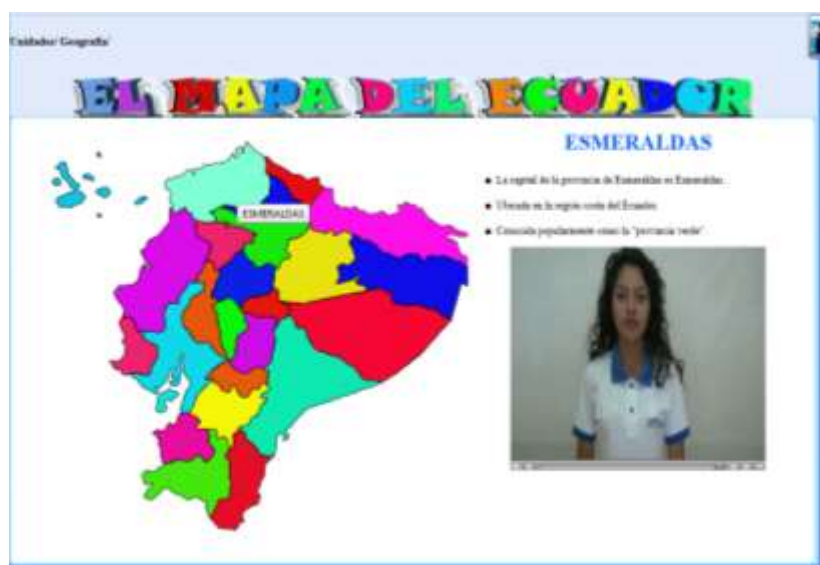 Unidades/ Geografía/
EL MAPA DEL ECUADOR
ESMERALDAS
La capital de la provincia de Esmeraldas es Esmeraldas.
Ubicada en la región costa del Ecuador
Conocida popularmente como la "provincia verde".
ESMERALDAS